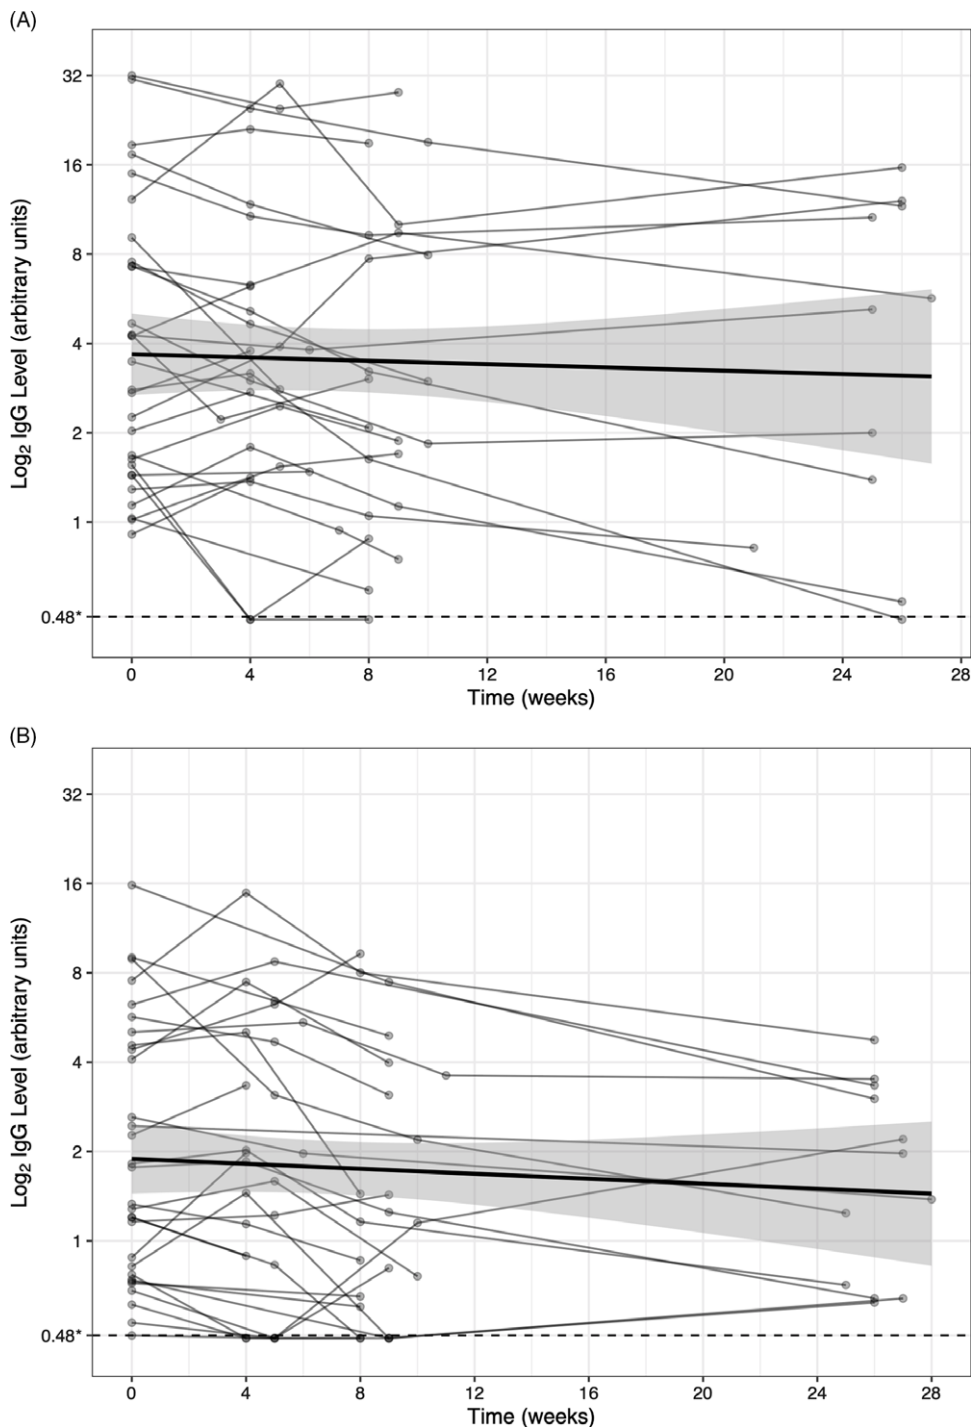 (A)
Log₂ IgG Level (arbitrary units)
32
16
8
4
2
1
0.48*
0 4 8 12 16 20 24 28
Time (weeks)
(B)
Log₂ IgG Level (arbitrary units)
32
16
8
4
2
1
0.48*
0 4 8 12 16 20 24 28
Time (weeks)